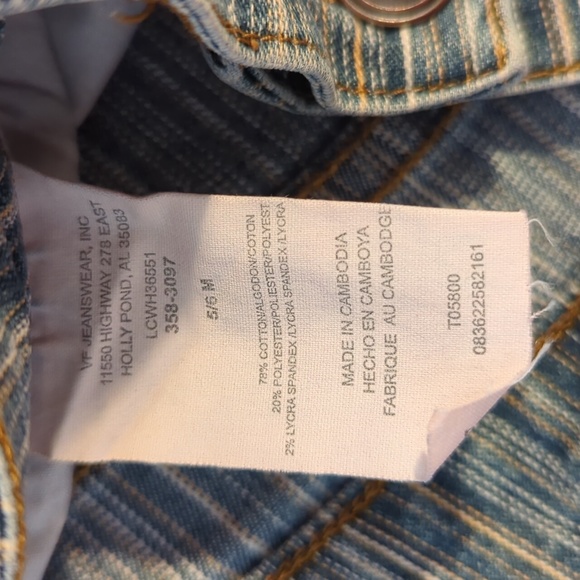 VF JEANSWEAR, INC
11550 HIGHWAY 278 EAST
HOLLY POND, AL 35083
LCWH36551
358-3097
5/6 M
78% COTTON/ALGODON/COTON
20% POLYESTER/POLIESTER/POLYEST
2% LYCRA SPANDEX /LYCRA SPANDEX /LYCRA
MADE IN CAMBODIA
HECHO EN CAMBOYA
FABRIQUE AU CAMBODGE
T05800
083622582161